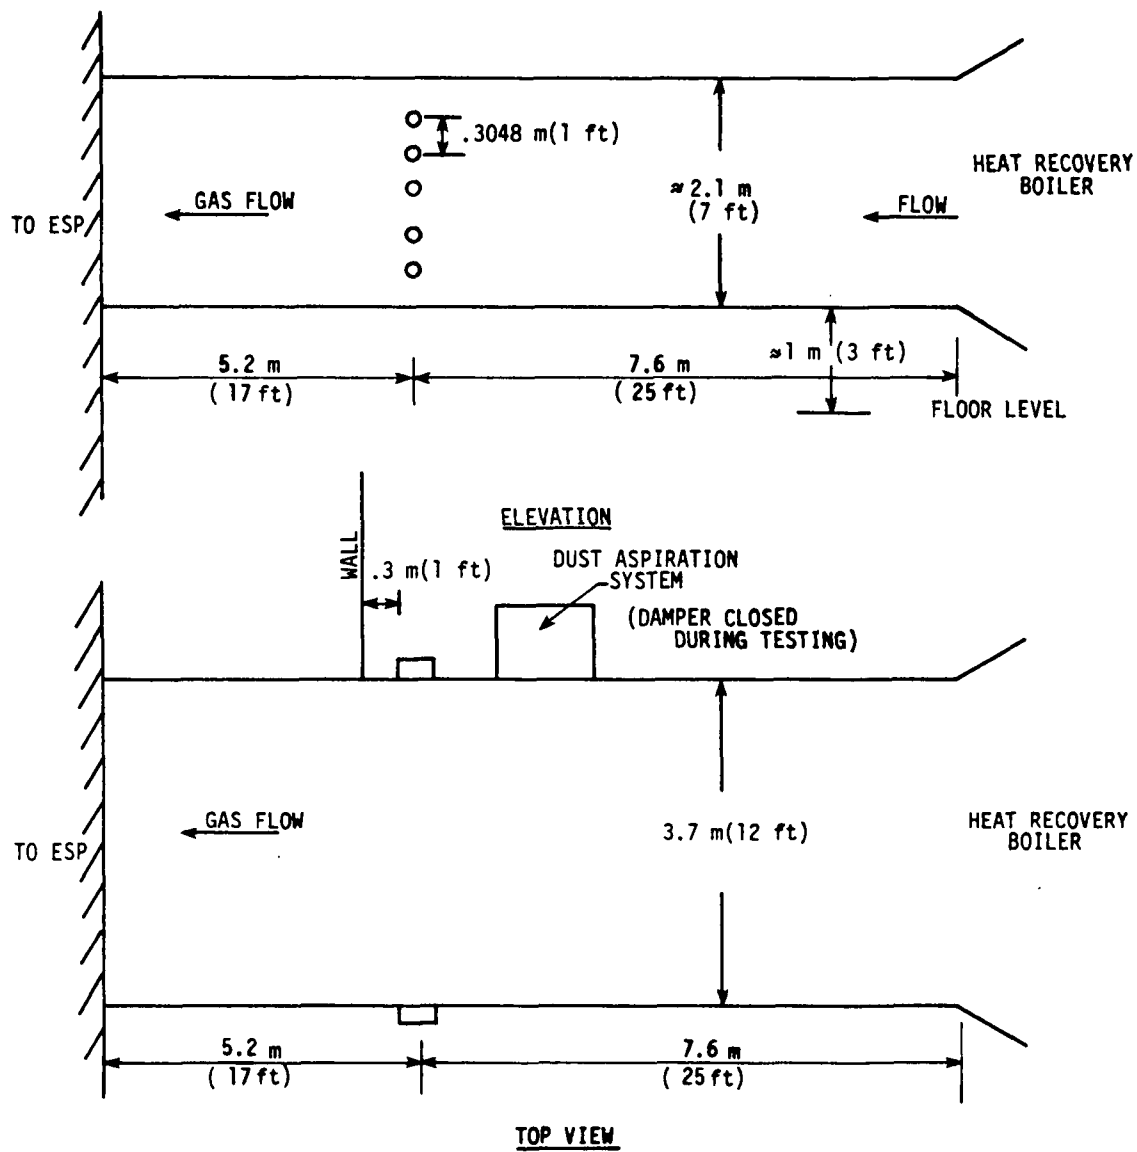 .3048 m(1 ft)
HEAT RECOVERY
BOILER
≈2.1 m
(7 ft)
GAS FLOW
FLOW
TO ESP
≈1 m (3 ft)
5.2 m
(17 ft)
7.6 m
(25 ft)
FLOOR LEVEL
ELEVATION
WALL
.3 m(1 ft)
DUST ASPIRATION
SYSTEM
(DAMPER CLOSED
DURING TESTING)
GAS FLOW
3.7 m(12 ft)
HEAT RECOVERY
BOILER
TO ESP
5.2 m
(17 ft)
7.6 m
(25 ft)
TOP VIEW